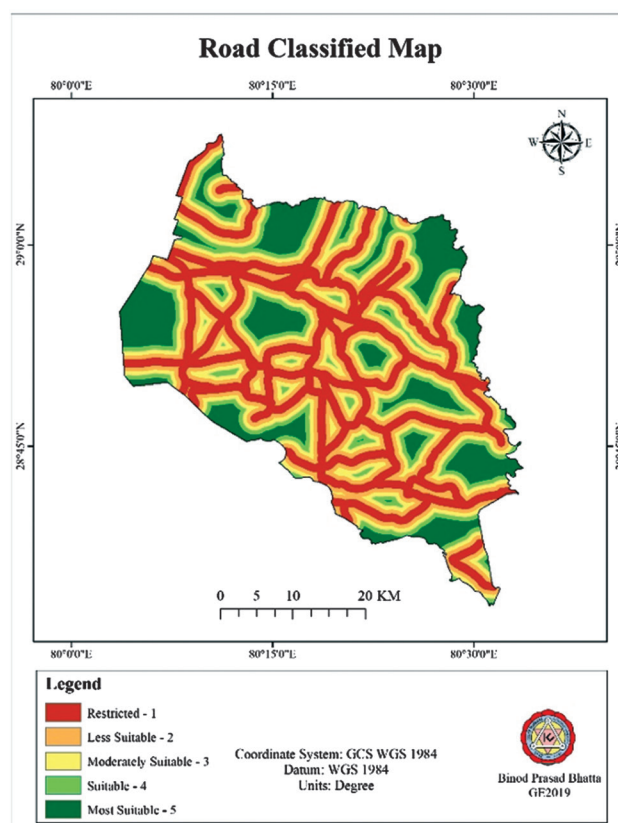 Road Classified Map
80°0'0"E 80°15'0"E 80°30'0"E
N
W E
S
29°0'0"N
28°45'0"N
0 5 10 20 KM
80°0'0"E 80°15'0"E 80°30'0"E
Legend
Restricted - 1
Less Suitable - 2
Moderately Suitable - 3
Suitable - 4
Most Suitable - 5
Coordinate System: GCS WGS 1984
Datum: WGS 1984
Units: Degree
Binod Prasad Bhatta
GE2019